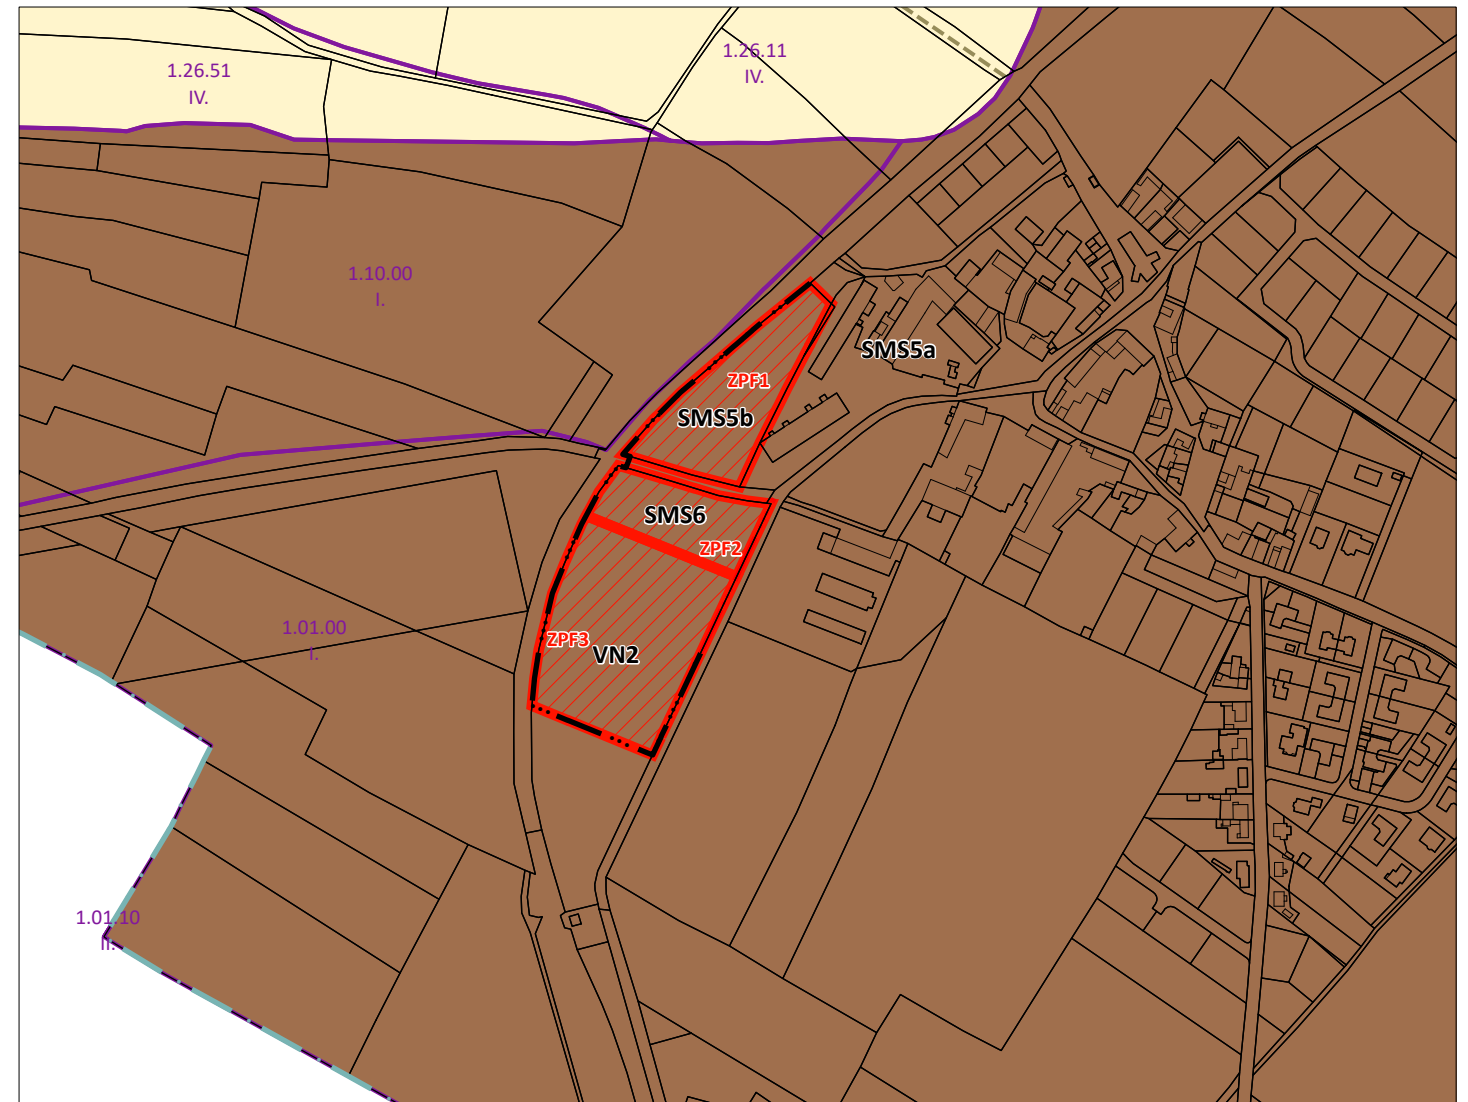 1.26.11
IV.
1.26.51
IV.
1.10.00
I.
SMS5a
ZPF1
SMS5b
SMS6
ZPF2
1.01.00
I.
ZPF3
VN2
1.01.10
II.